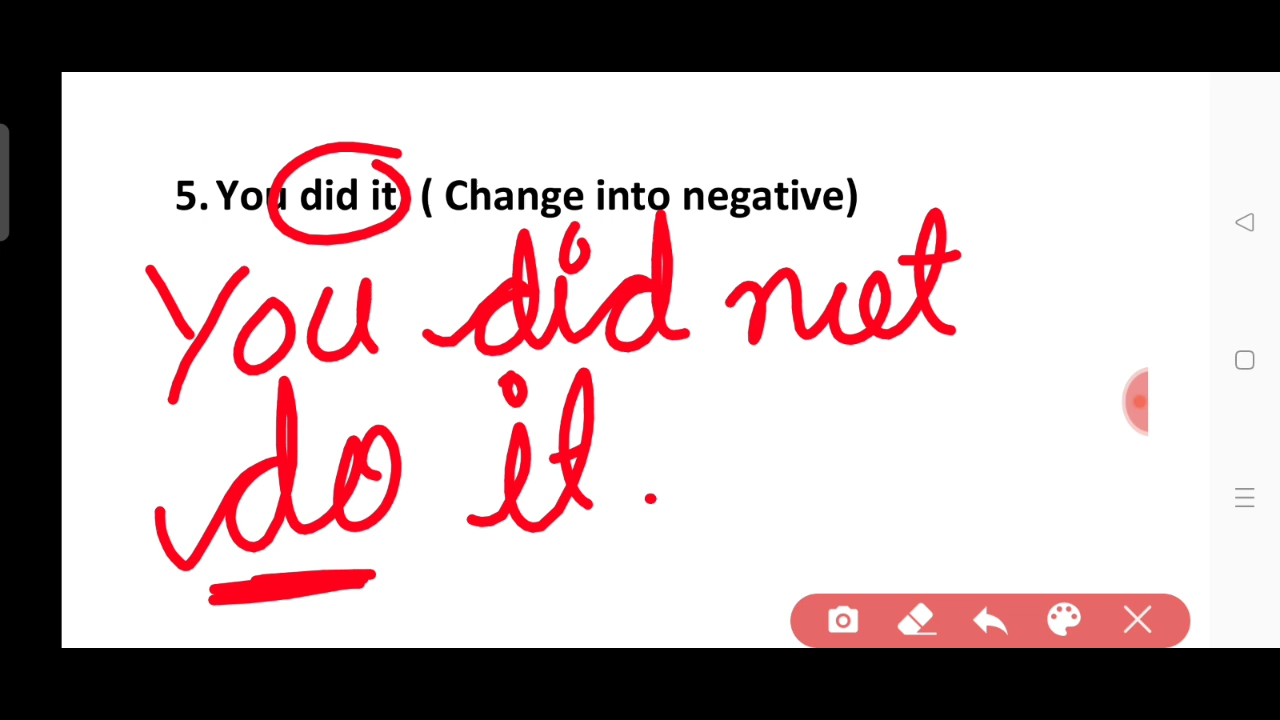 5. You did it ( Change into negative)
You did not
do it.